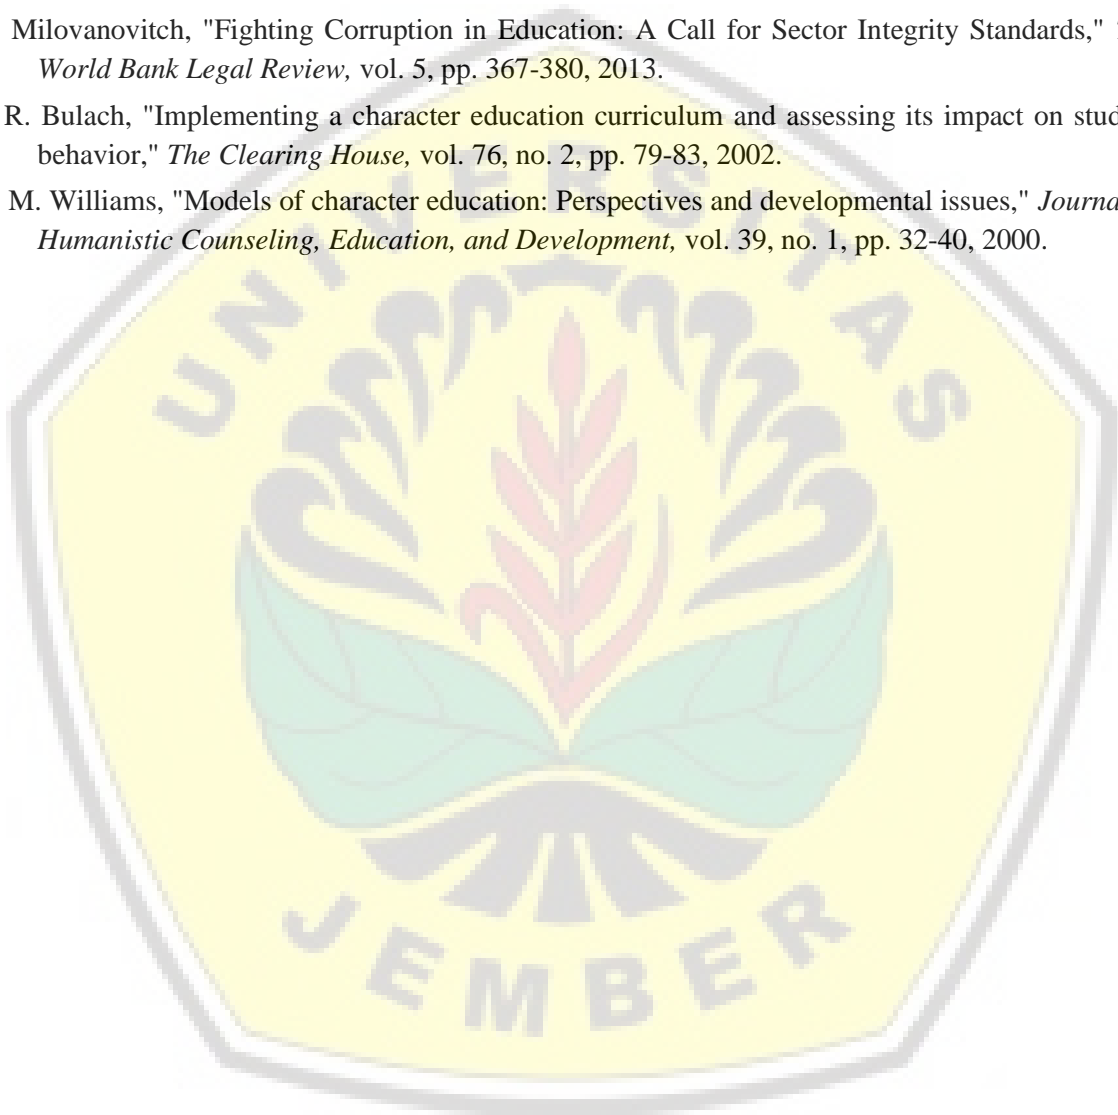 Milovanovitch, "Fighting Corruption in Education: A Call for Sector Integrity Standards,"
World Bank Legal Review, vol. 5, pp. 367-380, 2013.
R. Bulach, "Implementing a character education curriculum and assessing its impact on stud
behavior," The Clearing House, vol. 76, no. 2, pp. 79-83, 2002.
M. Williams, "Models of character education: Perspectives and developmental issues," Journa
Humanistic Counseling, Education, and Development, vol. 39, no. 1, pp. 32-40, 2000.
UNIVERSITAS
JEMBER